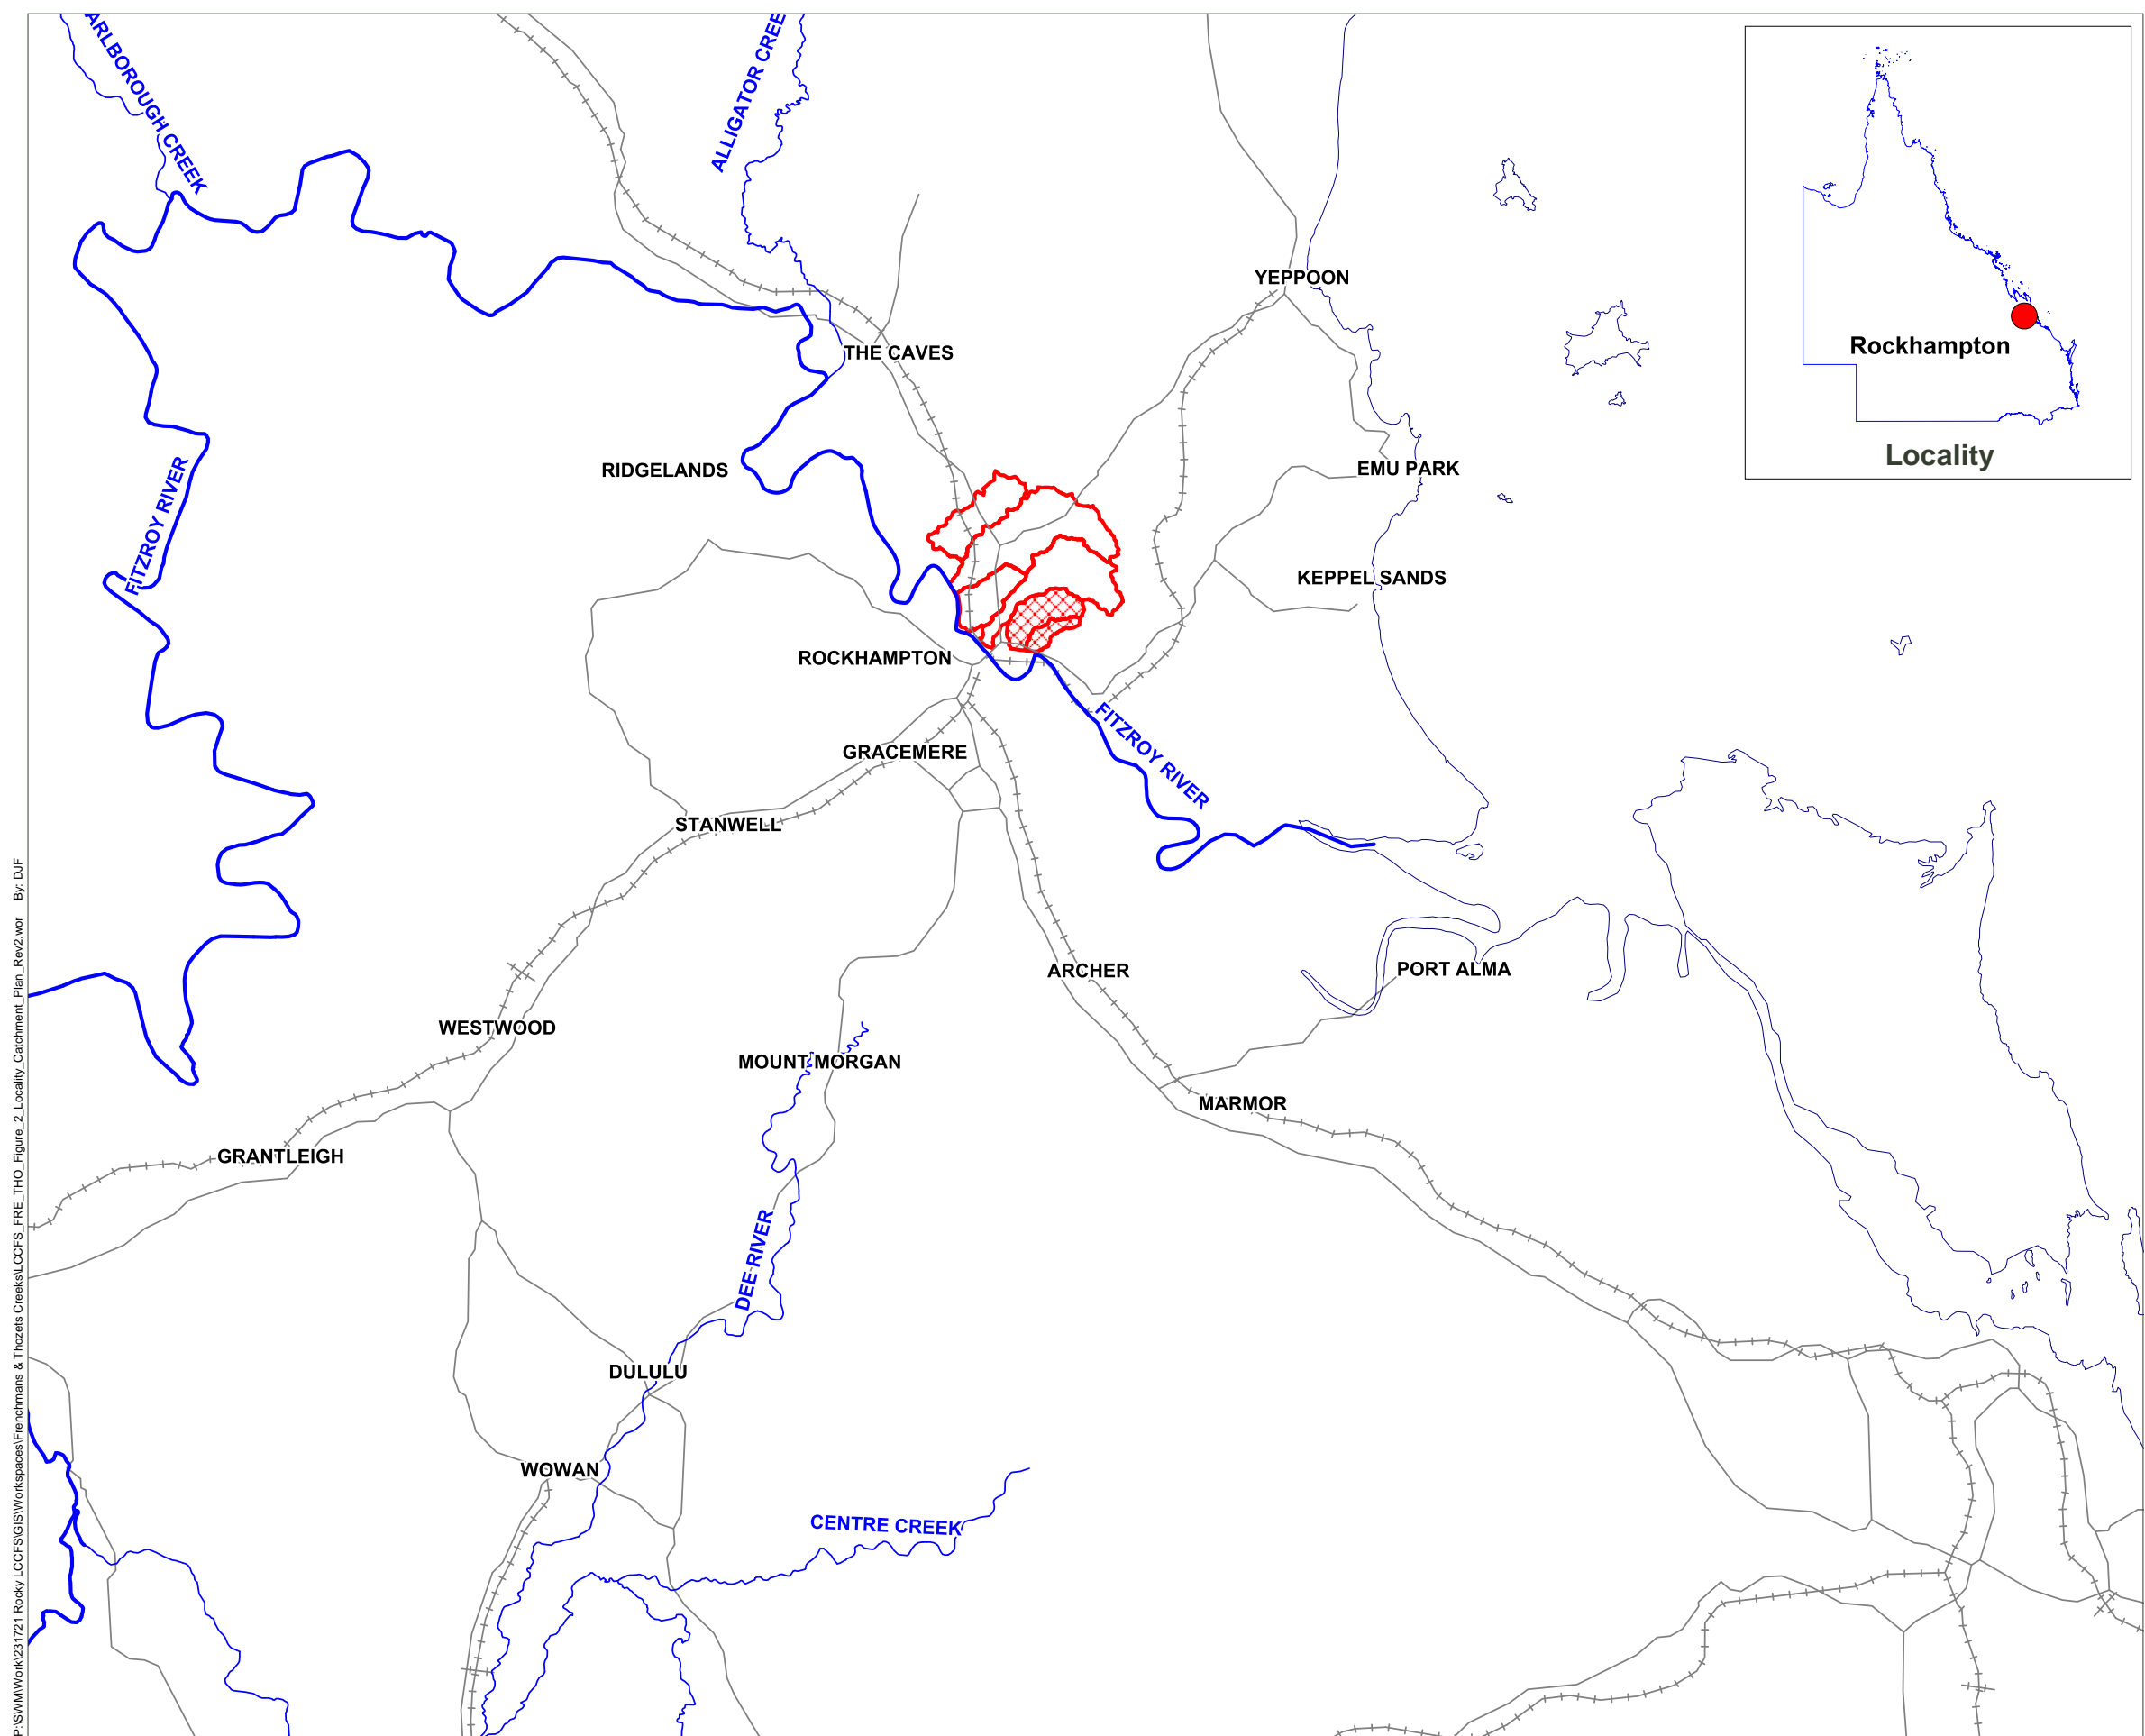 ARLBOROUGH CREEK
ALLIGATOR CREE
YEPPOON
THE CAVES
Rockhampton
Locality
RIDGELANDS
EMU PARK
FITZROY RIVER
KEPPEL SANDS
ROCKHAMPTON
GRACEMERE
FITZROY RIVER
STANWELL
ARCHER
PORT ALMA
WESTWOOD
MOUNT MORGAN
MARMOR
GRANTLEIGH
DEE RIVER
DULULU
WOWAN
CENTRE CREEK
P:\SWM\Work\231721 Rocky LCCFS\GIS\Workspaces\Frenchmans & Thozets Creeks\LCCFS_FRE_THO_Figure_2_Locality_Catchment_Plan_Rev2.wor By: DJF